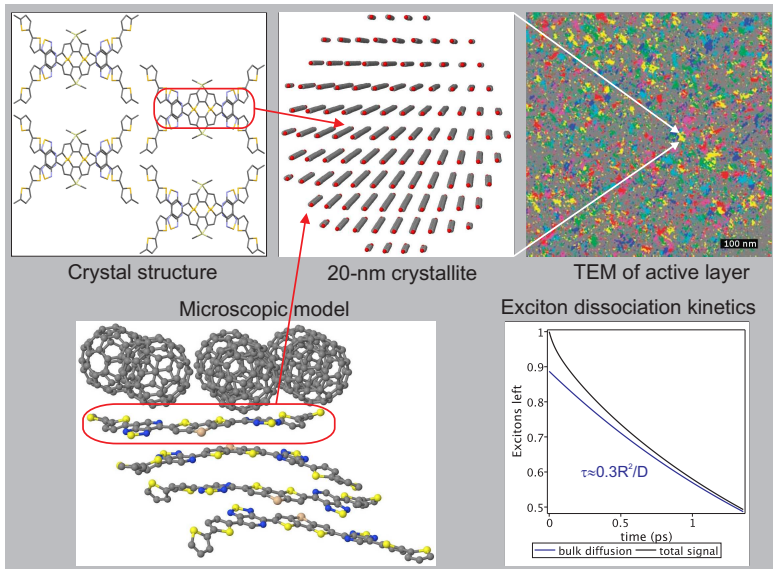 100 nm
Crystal structure
20-nm crystallite
TEM of active layer
Microscopic model
Exciton dissociation kinetics
1
0.9
0.8
0.7
0.6
0.5
Excitons left
τ≈0.3R²/D
0
0.5
1
time (ps)
bulk diffusion
total signal